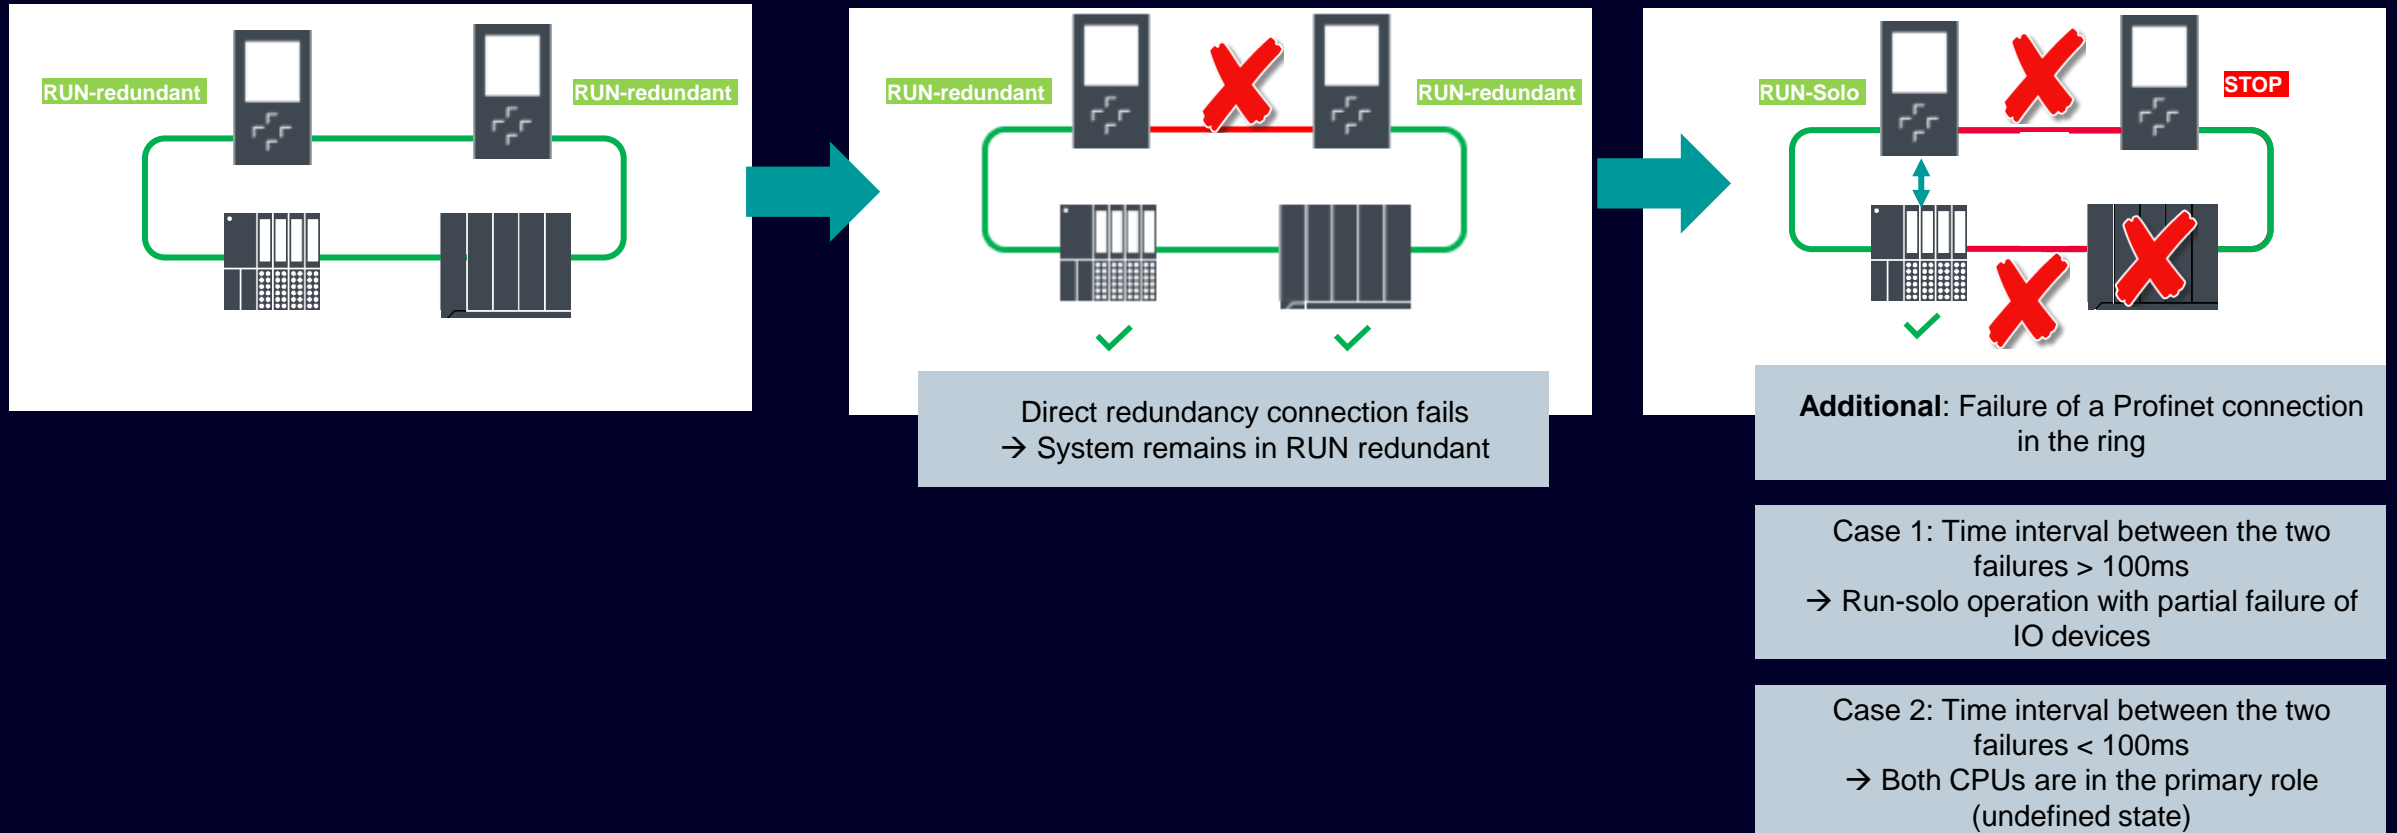 RUN-redundant
RUN-redundant
RUN-redundant
RUN-redundant
RUN-Solo
STOP
Direct redundancy connection fails
→ System remains in RUN redundant
Additional: Failure of a Profinet connection
in the ring
Case 1: Time interval between the two
failures > 100ms
→ Run-solo operation with partial failure of
IO devices
Case 2: Time interval between the two
failures < 100ms
→ Both CPUs are in the primary role
(undefined state)